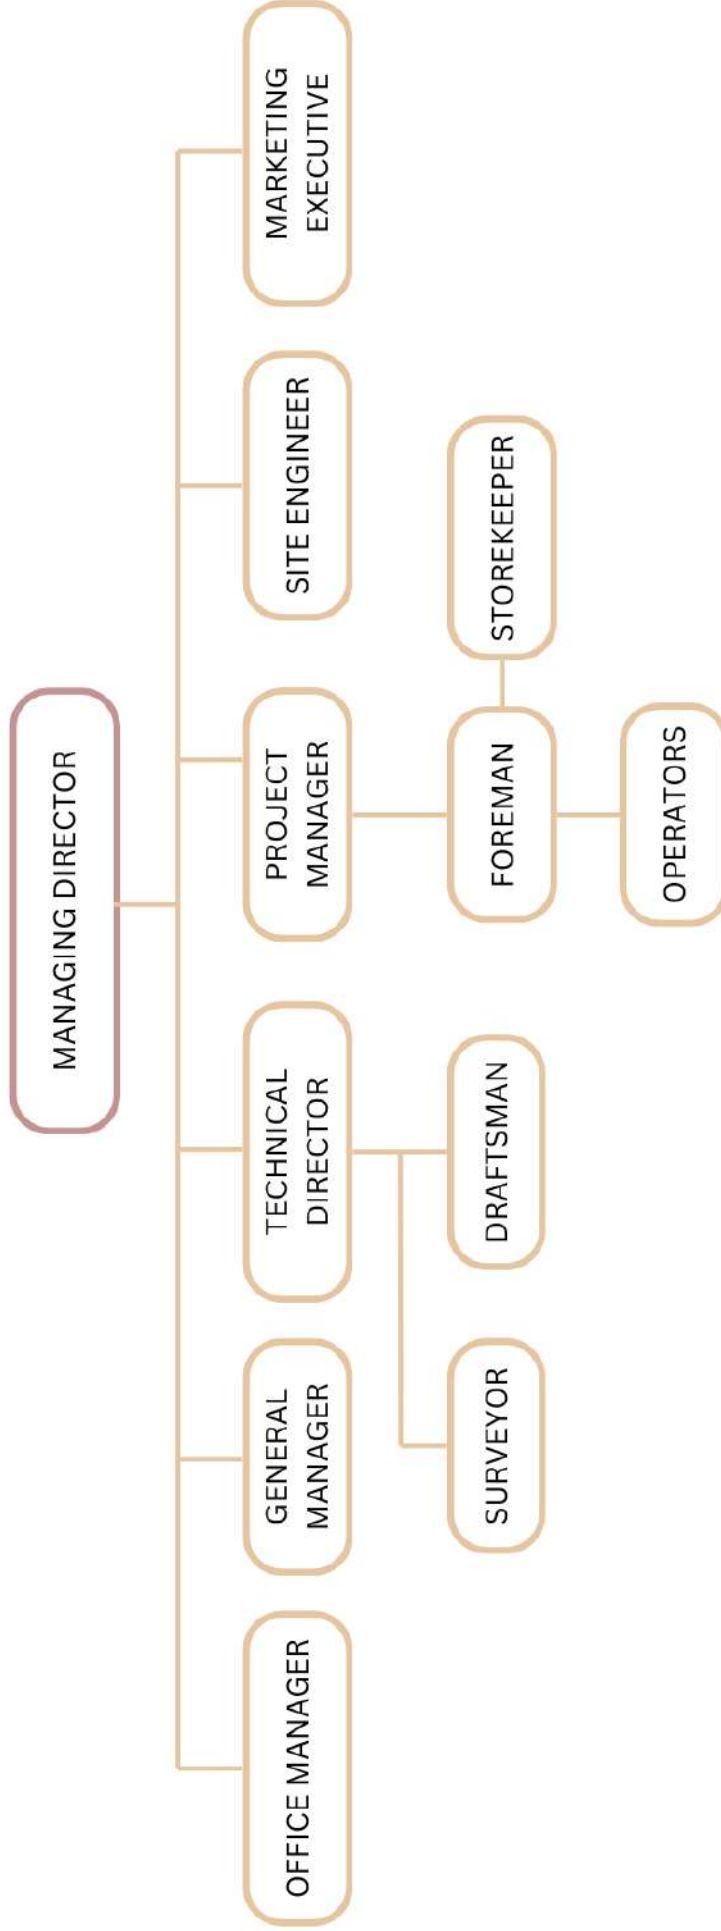 MANAGING DIRECTOR
OFFICE MANAGER
GENERAL
MANAGER
TECHNICAL
DIRECTOR
PROJECT
MANAGER
SITE ENGINEER
MARKETING
EXECUTIVE
SURVEYOR
DRAFTSMAN
FOREMAN
STOREKEEPER
OPERATORS